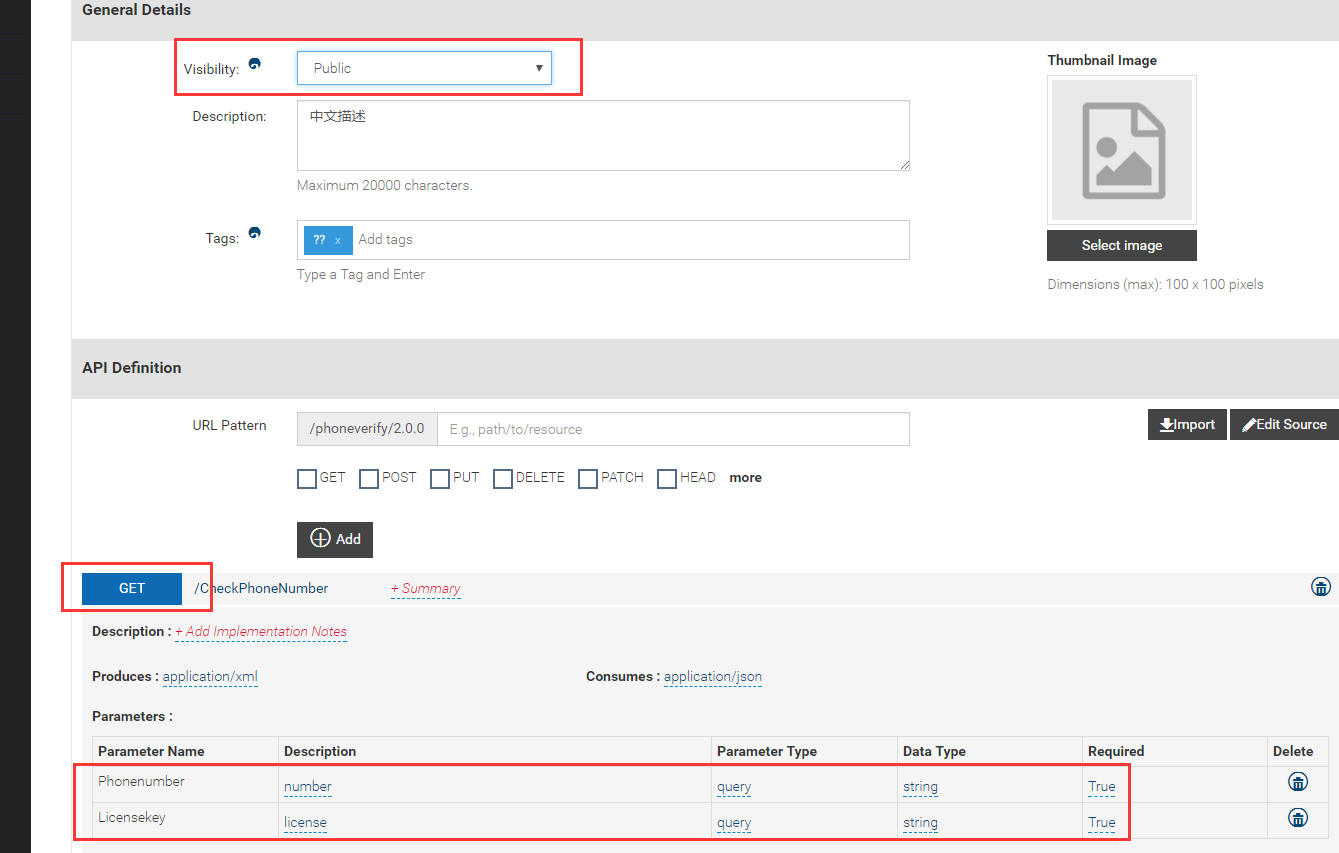 General Details
Visibility:
Public
Thumbnail Image
Description:
中文描述
Maximum 20000 characters.
Tags:
?? x Add tags
Select image
Type a Tag and Enter
Dimensions (max): 100 x 100 pixels
API Definition
URL Pattern
/phoneverify/2.0.0
E.g., path/to/resource
Import
Edit Source
GET POST PUT DELETE PATCH HEAD more
Add
GET /CheckPhoneNumber + Summary
Description : + Add Implementation Notes
Produces : application/xml
Consumes : application/json
Parameters :
Parameter Name Description Parameter Type Data Type Required Delete
Phonenumber number query string True
Licensekey license query string True